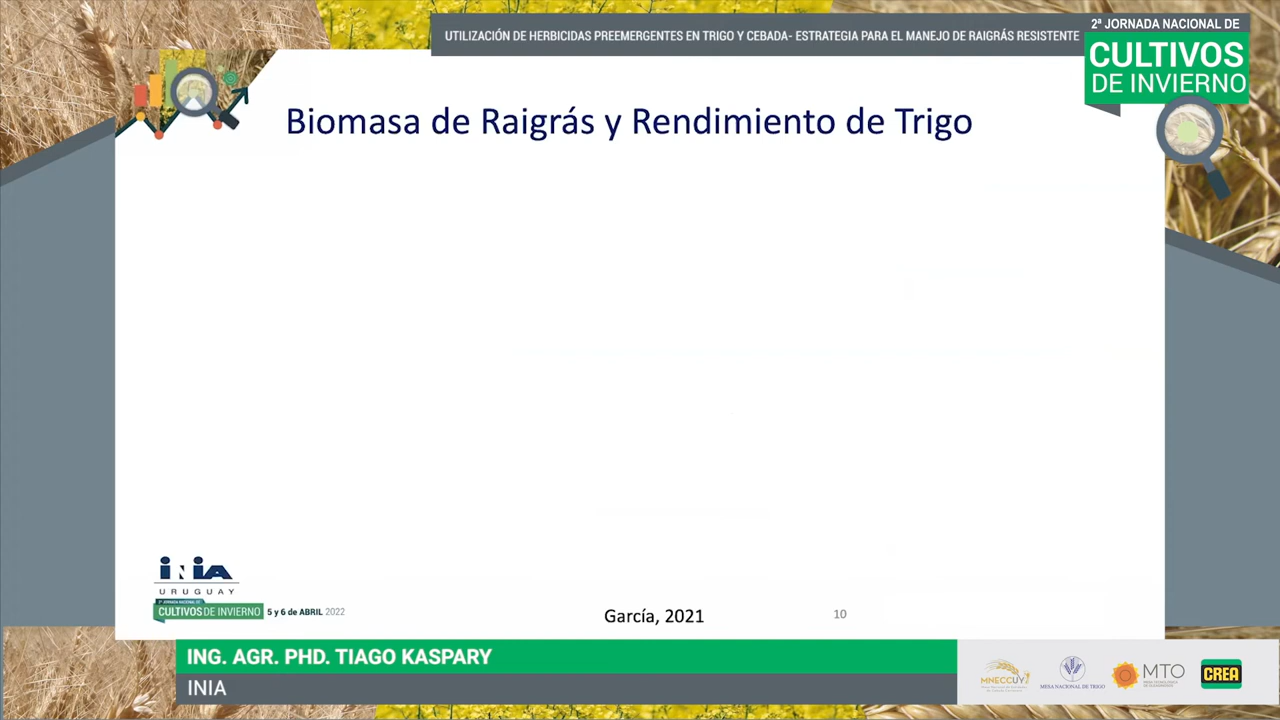 UTILIZACIÓN DE HERBICIDAS PREEMERGENTES EN TRIGO Y CEBADA- ESTRATEGIA PARA EL MANEJO DE RAIGRÁS RESISTENTE
2ª JORNADA NACIONAL DE
CULTIVOS
DE INVIERNO
Biomasa de Raigrás y Rendimiento de Trigo
INIA
URUGUAY
CULTIVOS DE INVIERNO 5 y 6 de ABRIL 2022
García, 2021
10
ING. AGR. PHD. TIAGO KASPARY
INIA
MNECCUY
MESA NACIONAL DE TRIGO
MTO
CREA